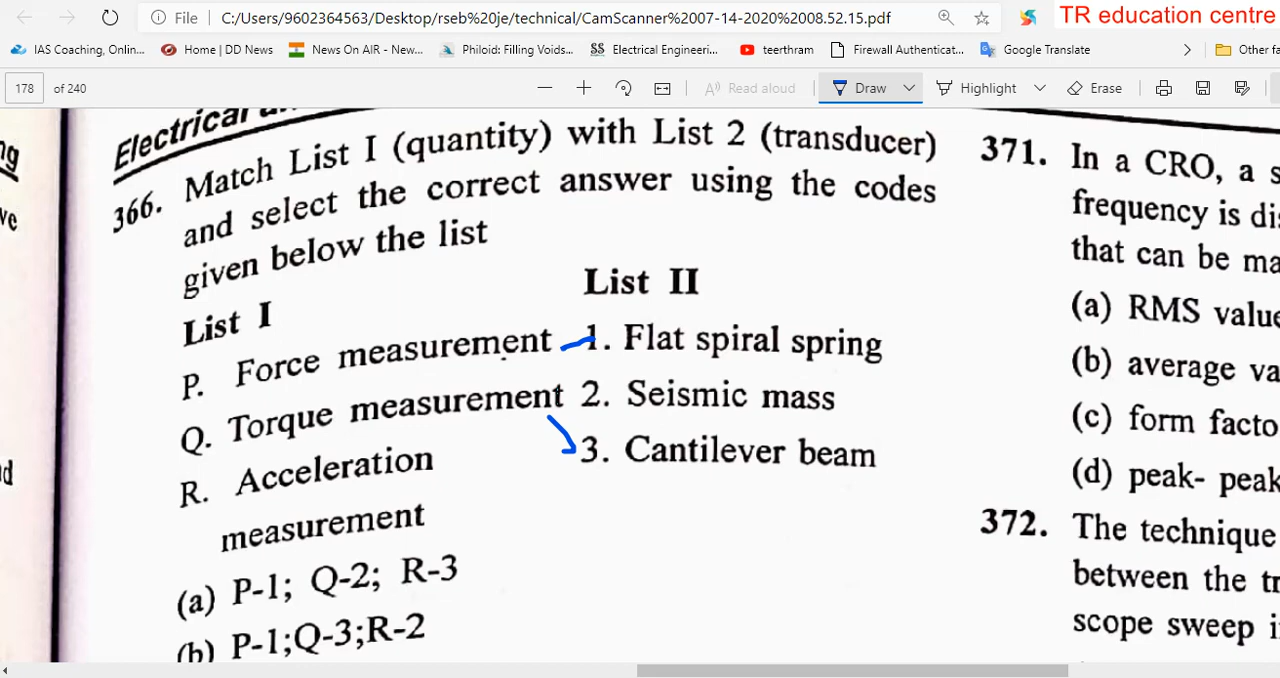 File
C:/Users/9602364563/Desktop/rseb%20je/technical/CamScanner%2007-14-2020%2008.52.15.pdf
TR education centre
IAS Coaching, Onlin...
Home | DD News
News On AIR - New...
Philoid: Filling Voids..
Electrical Engineeri...
teerthram
Firewall Authenticat...
Google Translate
Other fa
178 of 240
Read aloud
Draw
Highlight
Erase
ng
ve
d
Electrical
366. Match List I (quantity) with List 2 (transducer)
and select the correct answer using the codes
given below the list
List I
List II
P. Force measurement
1. Flat spiral spring
Q. Torque measurement
2. Seismic mass
R. Acceleration
measurement
3. Cantilever beam
(a) P-1; Q-2; R-3
(b) P-1;Q-3;R-2
371. In a CRO, a s
frequency is dis
that can be ma
(a) RMS value
(b) average va
(c) form facto
(d) peak- peak
372. The technique
between the tr
scope sweep i